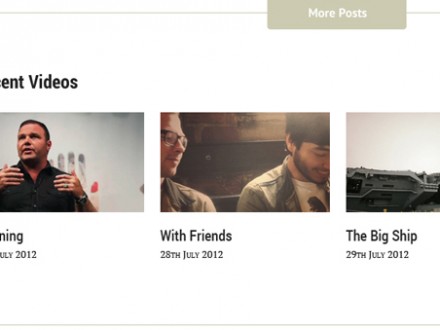 More Posts
cent Videos
ning
With Friends
The Big Ship
uly 2012
28th July 2012
29th July 2012